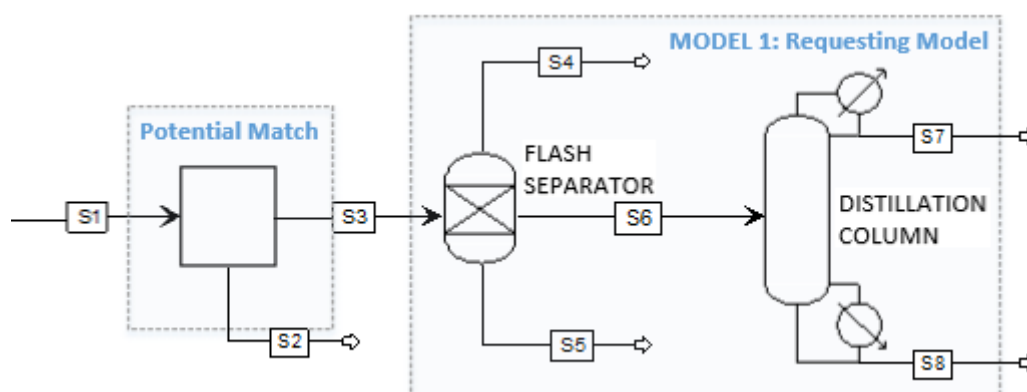 MODEL 1: Requesting Model
S4
Potential Match
FLASH
SEPARATOR
S1
S3
S6
S7
DISTILLATION
COLUMN
S2
S5
S8